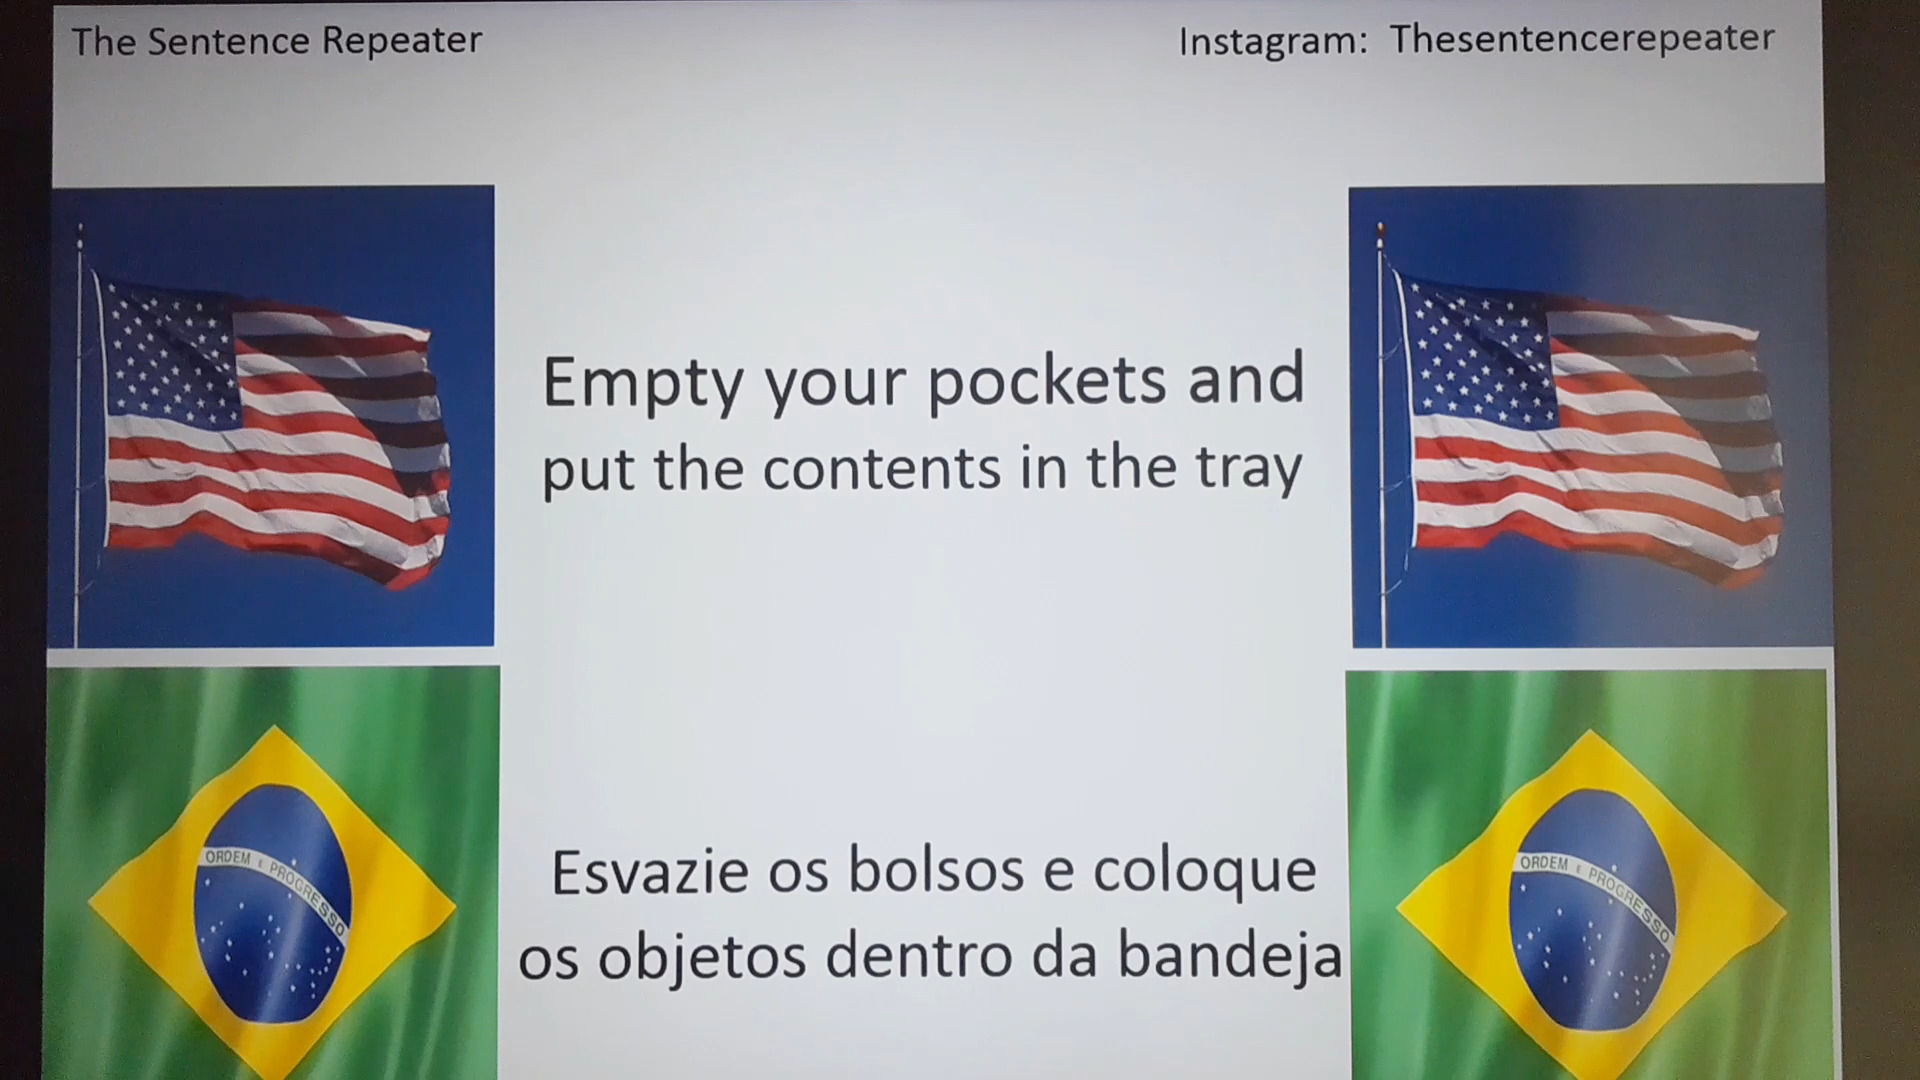 The Sentence Repeater
Instagram: Thesentencerepeater
Empty your pockets and
put the contents in the tray
Esvazie os bolsos e coloque
os objetos dentro da bandeja
ORDEM E PROGRESSO
ORDEM E PROGRESSO